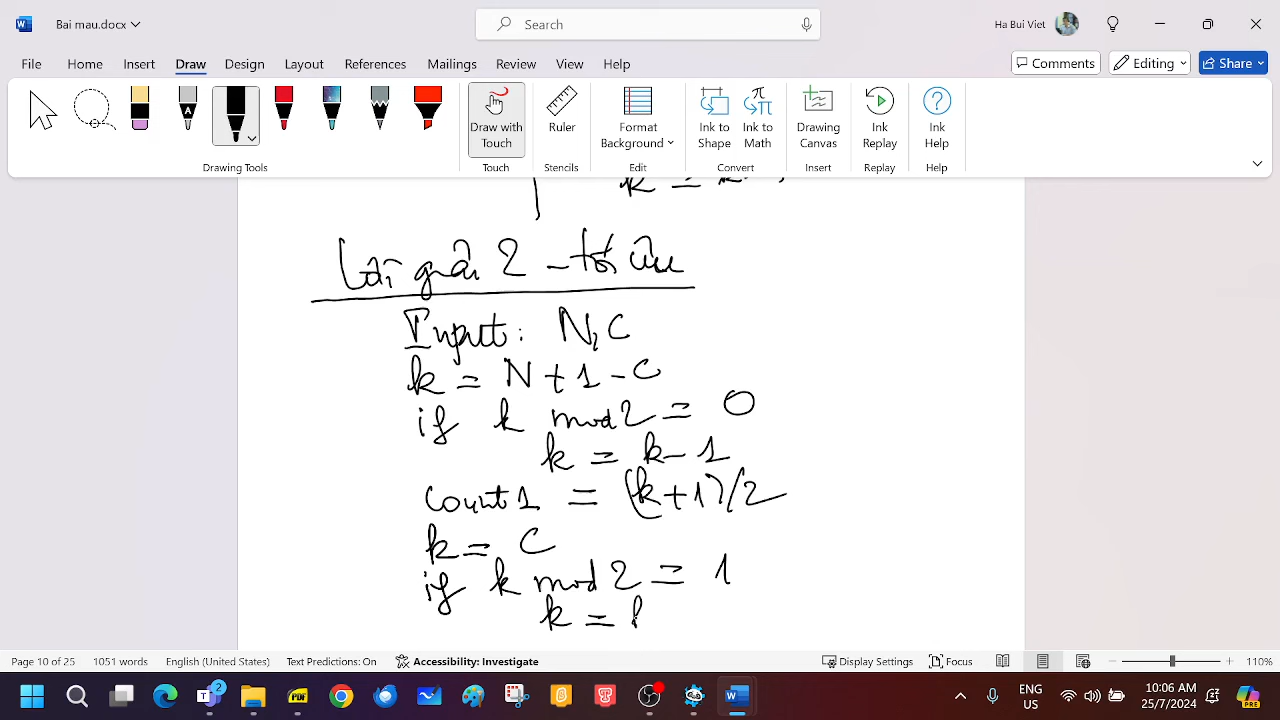 Bai mau.docx
Search
Ha Bui Viet
File Home Insert Draw Design Layout References Mailings Review View Help
Comments Editing Share
Draw with Touch
Ruler
Format Background
Ink to Shape
Ink to Math
Drawing Canvas
Ink Replay
Ink Help
Drawing Tools Touch Stencils Edit Convert Insert Replay Help
k =
Lời giải 2 - tối ưu
Input: N, C
k = N + 1 - C
if k mod 2 = 0
k = k - 1
Count1 = (k + 1)/2
k = C
if k mod 2 = 1
k =
Page 10 of 25 1051 words English (United States) Text Predictions: On Accessibility: Investigate Display Settings Focus 110%
ENG
US
10:06 AM
25/7/2024